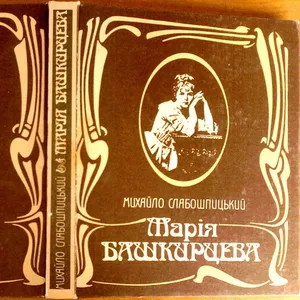 МИХАЙЛО СЛАБОШПИЦЬКИЙ МАРІЯ БАШКИРЦЕВА
МИХАЙЛО СЛАБОШПИЦЬКИЙ
Марія
БАШКИРЦЕВА